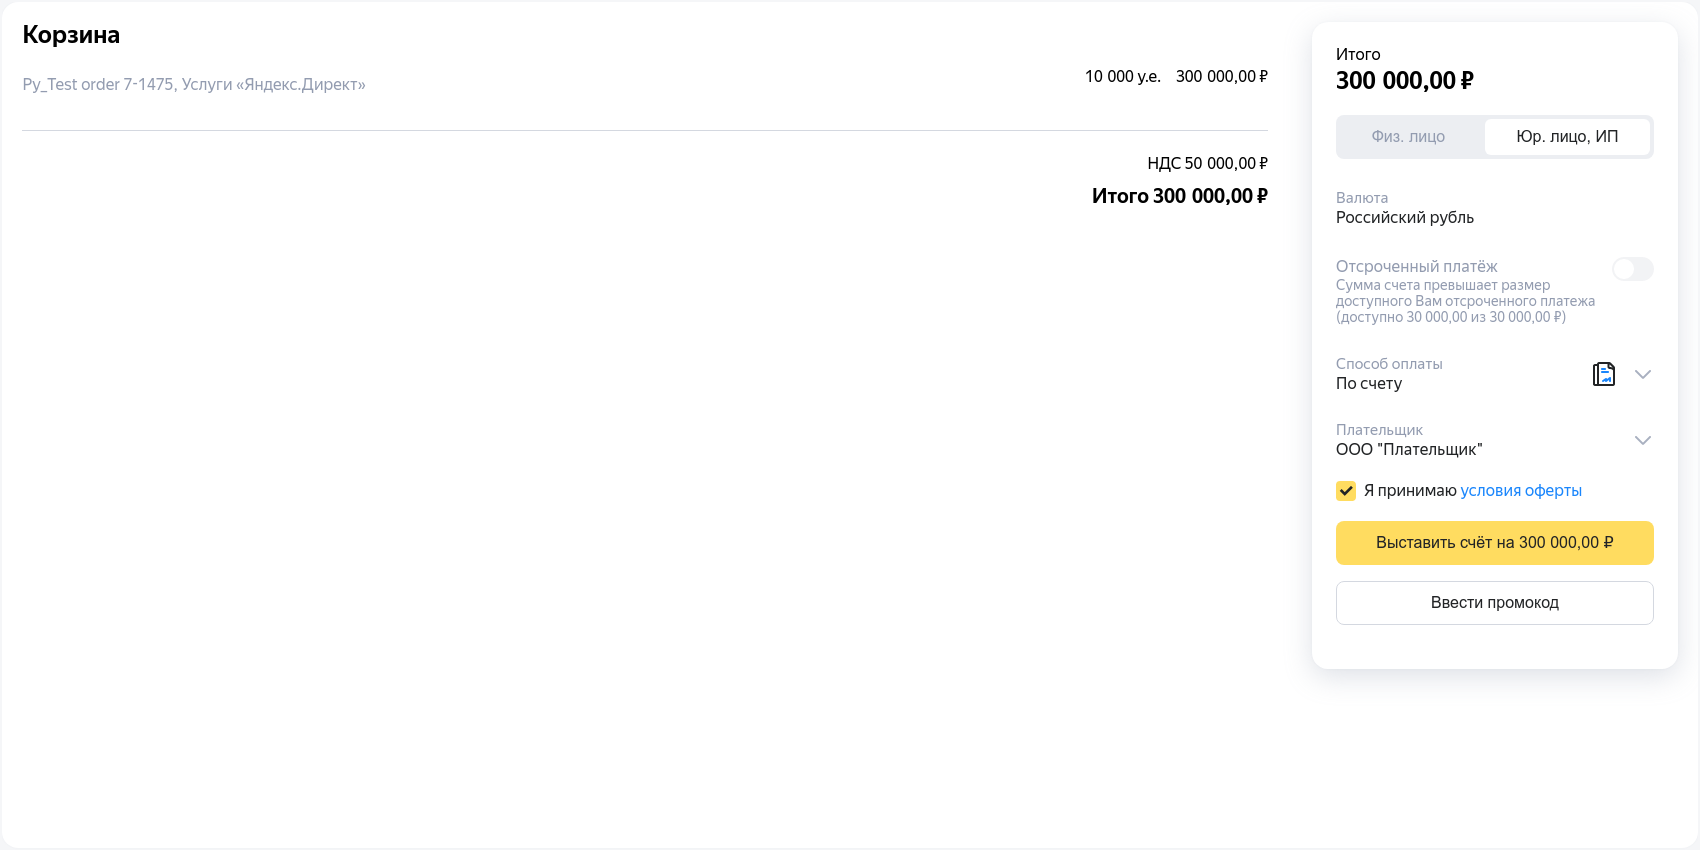 Корзина
Py_Test order 7-1475, Услуги «Яндекс.Директ»
10 000 у.е. 300 000,00 ₽
НДС 50 000,00 ₽
Итого 300 000,00 ₽
Итого
300 000,00 ₽
Физ. лицо
Юр. лицо, ИП
Валюта
Российский рубль
Отсроченный платёж
Сумма счета превышает размер
доступного Вам отсроченного платежа
(доступно 30 000,00 из 30 000,00 ₽)
Способ оплаты
По счету
Плательщик
ООО "Плательщик"
Я принимаю условия оферты
Выставить счёт на 300 000,00 ₽
Ввести промокод